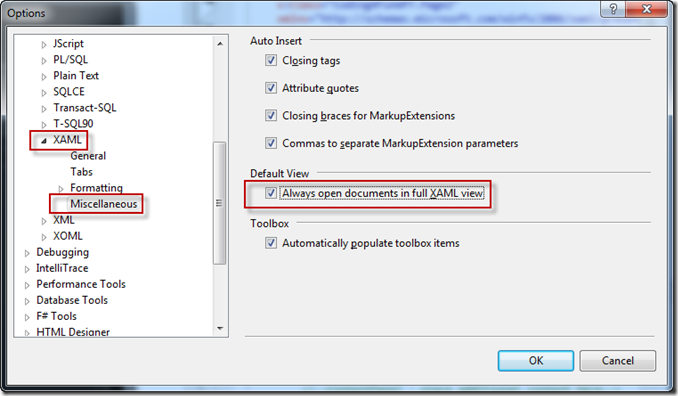 Options
JScript
PL/SQL
Plain Text
SQLCE
Transact-SQL
T-SQL90
XAML
General
Tabs
Formatting
Miscellaneous
XML
XOML
Debugging
IntelliTrace
Performance Tools
Database Tools
F# Tools
HTML Designer
Auto Insert
Closing tags
Attribute quotes
Closing braces for MarkupExtensions
Commas to separate MarkupExtension parameters
Default View
Always open documents in full XAML view
Toolbox
Automatically populate toolbox items
OK
Cancel